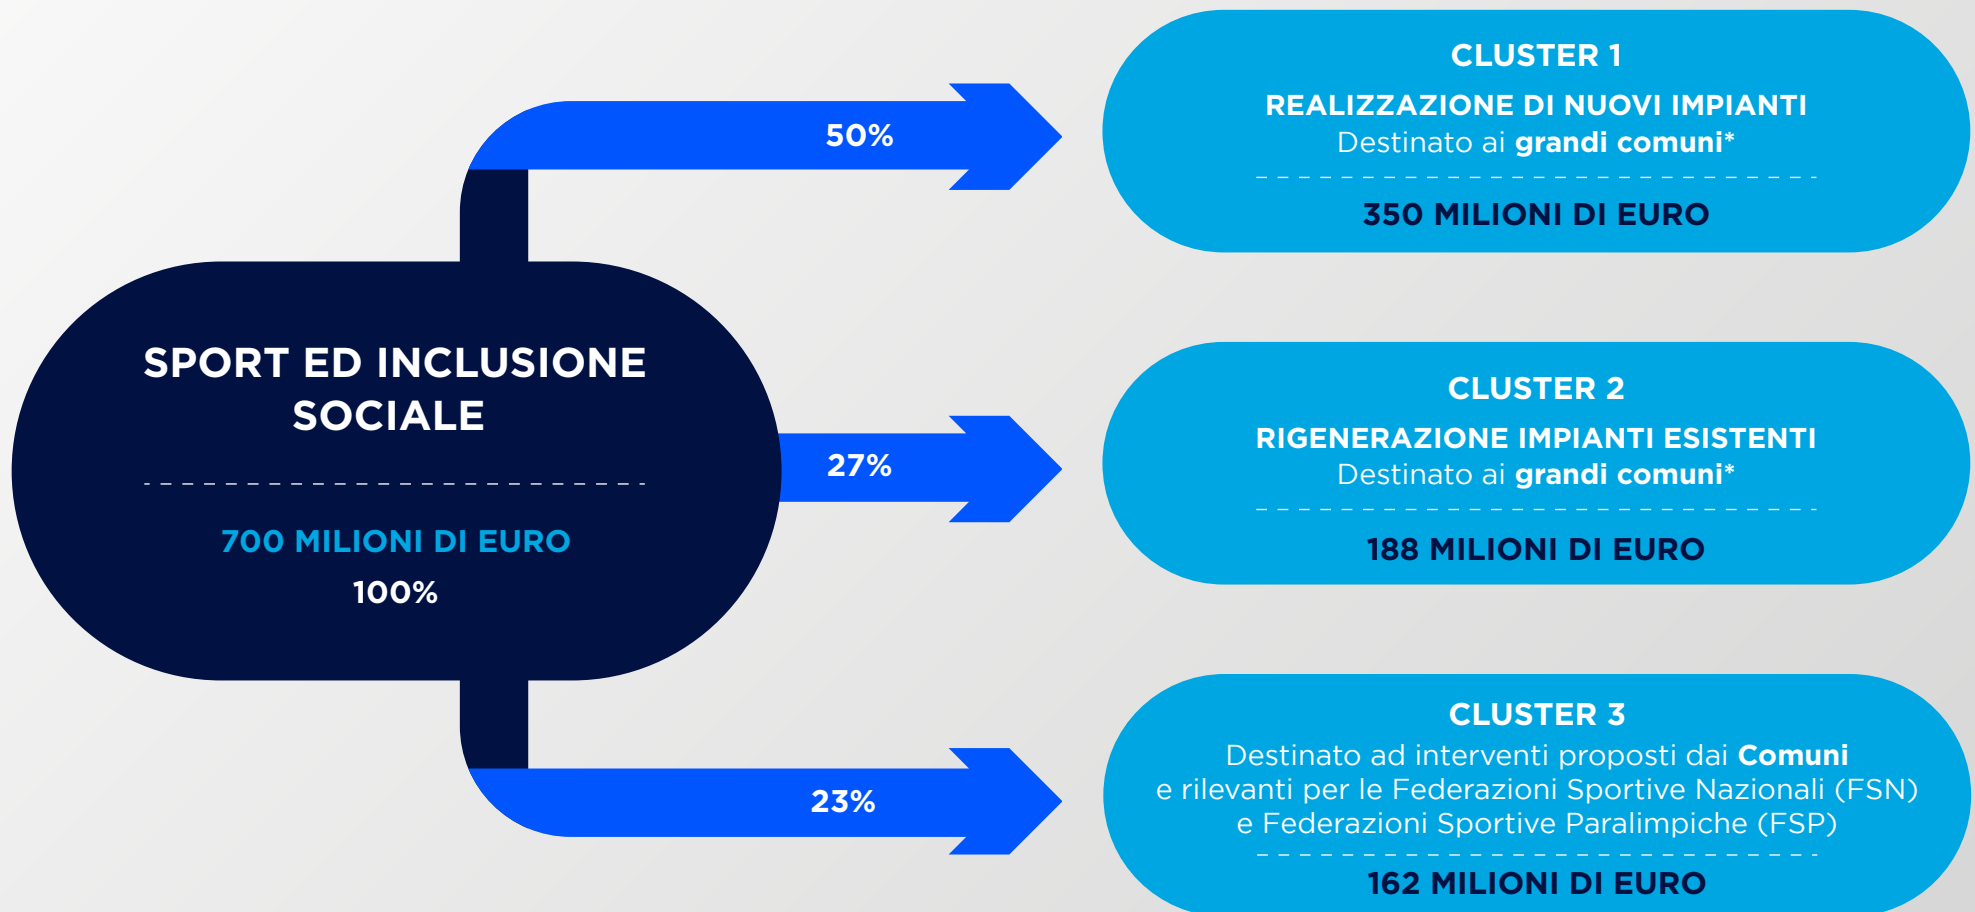 SPORT ED INCLUSIONE
SOCIALE
700 MILIONI DI EURO
100%
50%
CLUSTER 1
REALIZZAZIONE DI NUOVI IMPIANTI
Destinato ai grandi comuni*
350 MILIONI DI EURO
27%
CLUSTER 2
RIGENERAZIONE IMPIANTI ESISTENTI
Destinato ai grandi comuni*
188 MILIONI DI EURO
23%
CLUSTER 3
Destinato ad interventi proposti dai Comuni
e rilevanti per le Federazioni Sportive Nazionali (FSN)
e Federazioni Sportive Paralimpiche (FSP)
162 MILIONI DI EURO